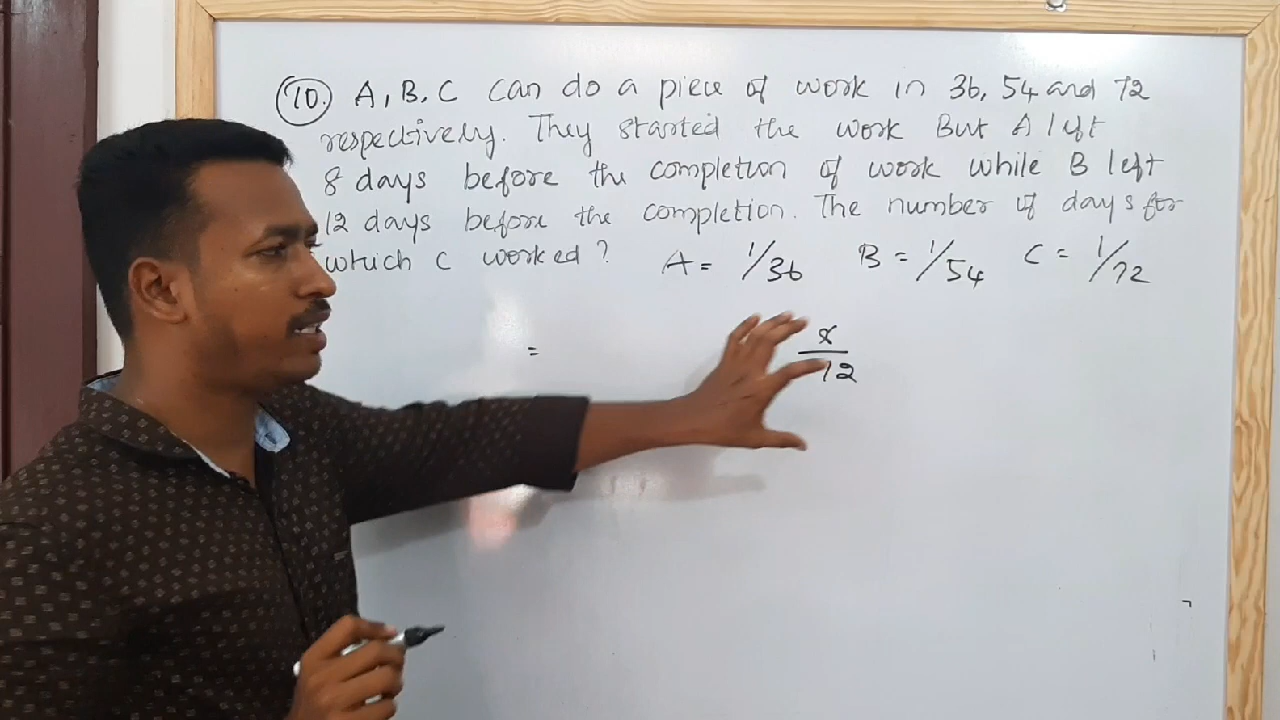 10. A, B, C can do a piece of work in 36, 54 and 72
respectively. They started the work But A left
8 days before the completion of work while B left
12 days before the completion. The number of days for
which C worked?   A = 1/36   B = 1/54   C = 1/72
=   x
12